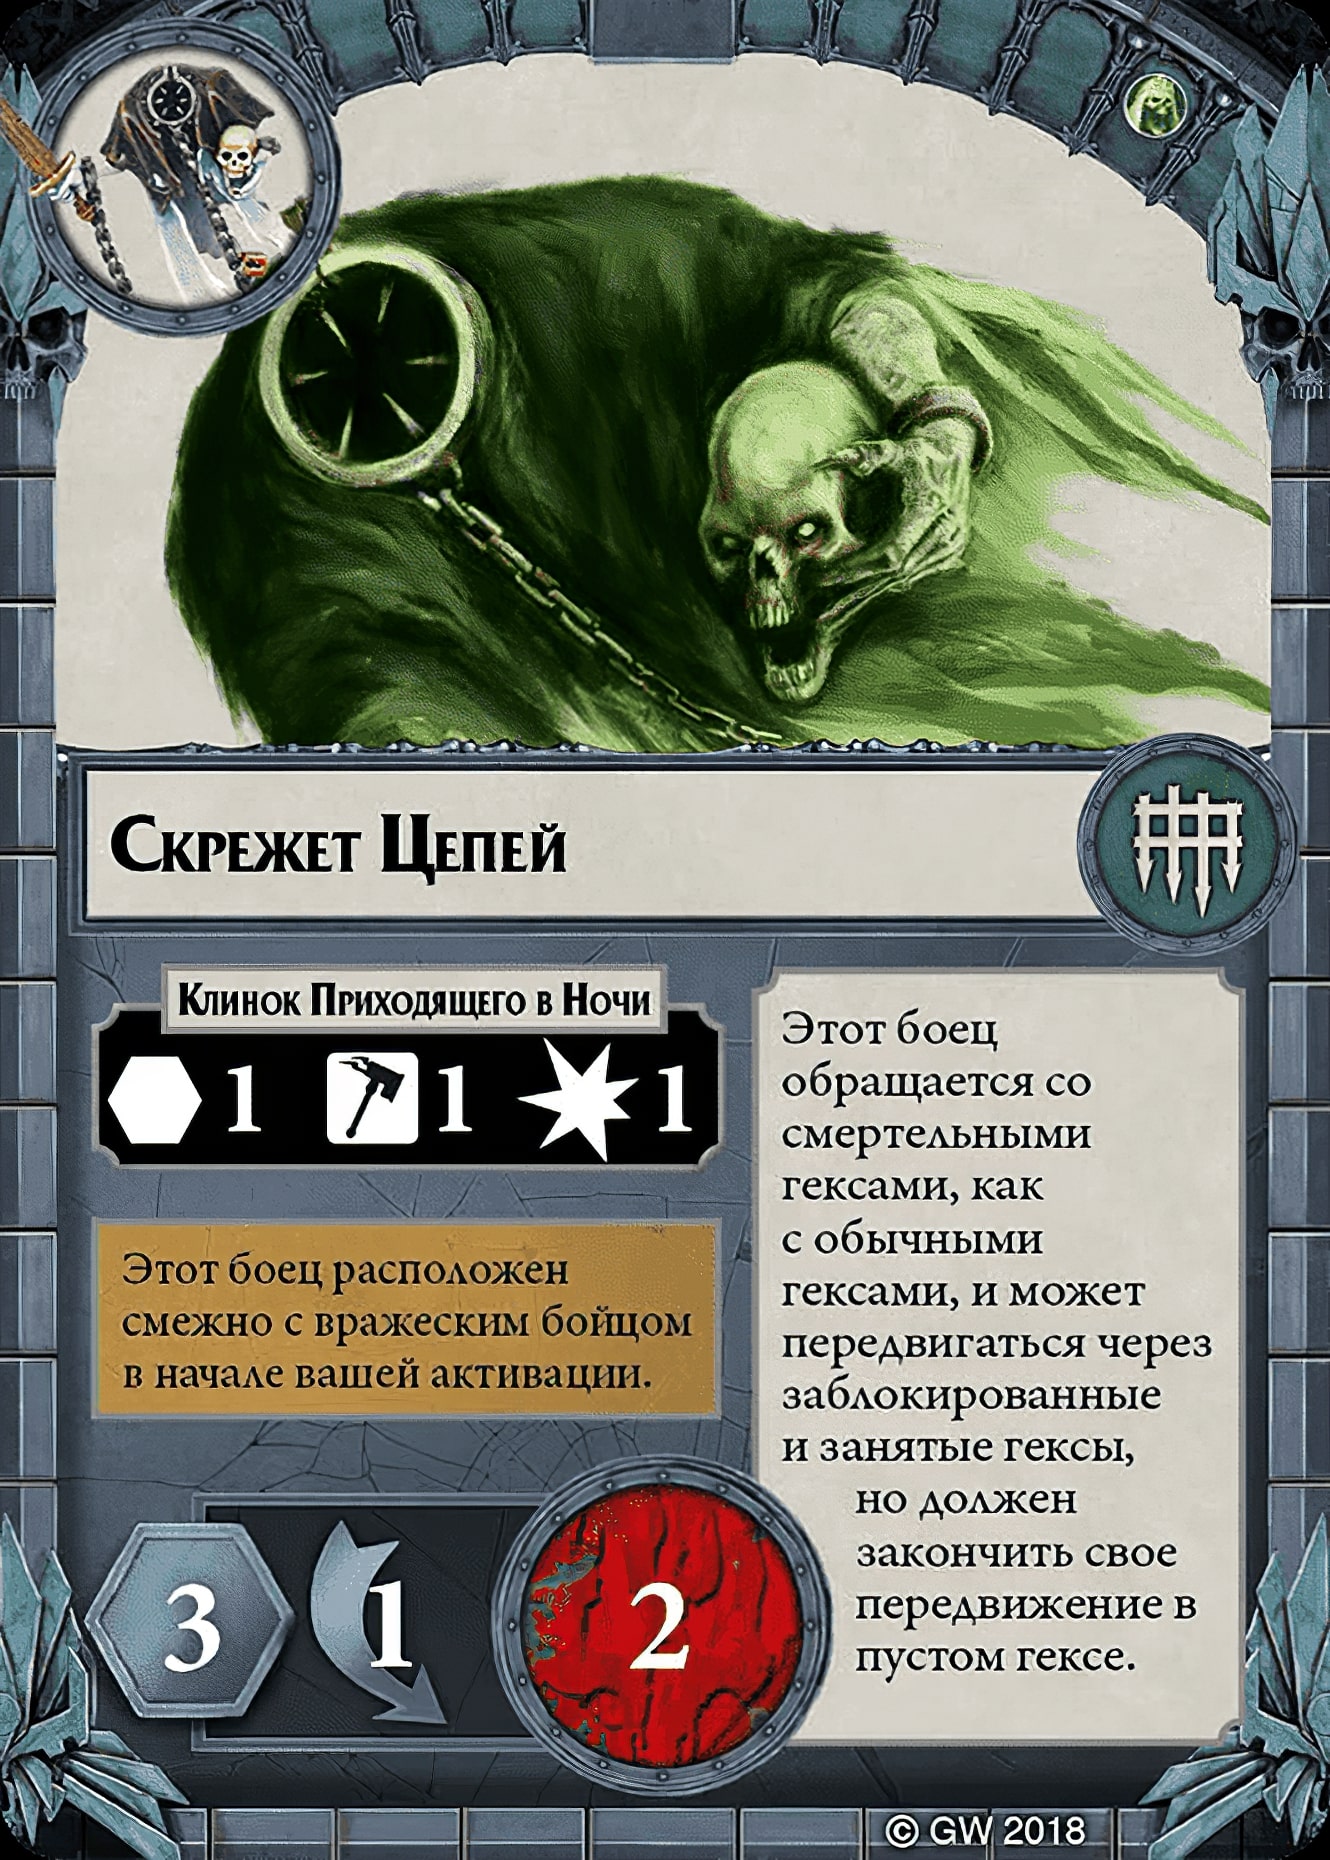 Скрежет Цепей
Клинок Приходящего в Ночи
1 1 1
Этот боец расположен
смежно с вражеским бойцом
в начале вашей активации.
3 1 2
Этот боец
обращается со
смертельными
гексами, как
с обычными
гексами, и может
передвигаться через
заблокированные
и занятые гексы,
но должен
закончить свое
передвижение в
пустом гексе.
© GW 2018